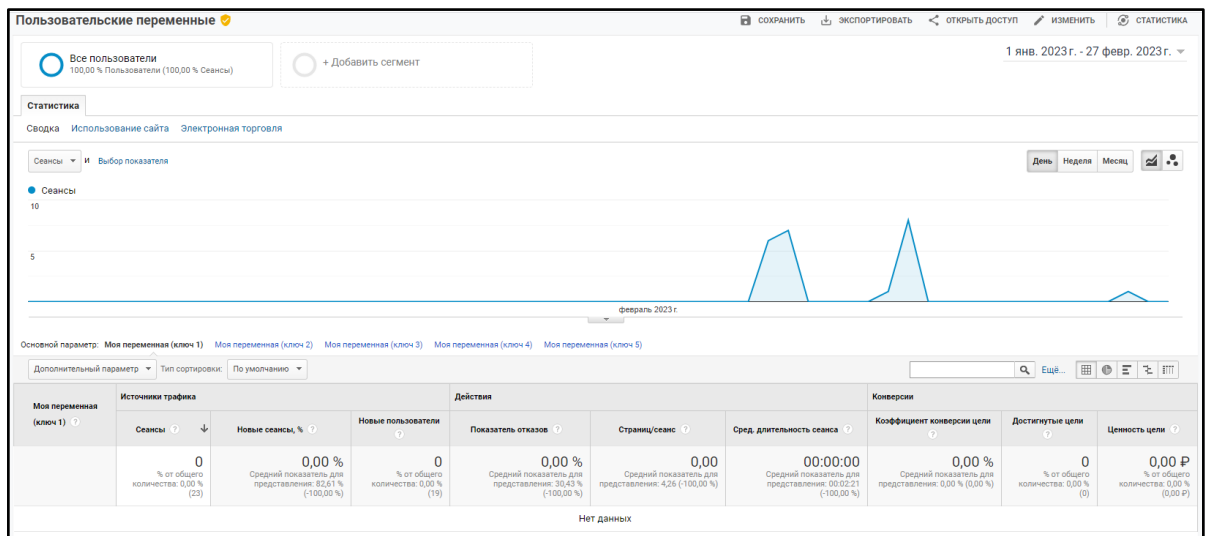 Пользовательские переменные
СОХРАНИТЬ ЭКСПОРТИРОВАТЬ ОТКРЫТЬ ДОСТУП ИЗМЕНИТЬ СТАТИСТИКА
Все пользователи
100,00 % Пользователи (100,00 % Сеансы)
+ Добавить сегмент
1 янв. 2023 г. - 27 февр. 2023 г.
Статистика
Сводка Использование сайта Электронная торговля
Сеансы и Выбор показателя
День Неделя Месяц
Сеансы
10
5
февраль 2023 г.
Основной параметр: Моя переменная (ключ 1) Моя переменная (ключ 2) Моя переменная (ключ 3) Моя переменная (ключ 4) Моя переменная (ключ 5)
Дополнительный параметр Тип сортировки: По умолчанию
Ещё...
Моя переменная
(ключ 1) ?
Источники трафика Действия Конверсии
Сеансы ? Новые сеансы, % ? Новые пользователи ? Показатель отказов ? Страниц/сеанс ? Сред. длительность сеанса ? Коэффициент конверсии цели ? Достигнутые цели ? Ценность цели ?
0 0,00 % 0 0,00 % 0,00 00:00:00 0,00 % 0 0,00 ₽
% от общего Средний показатель для % от общего Средний показатель для Средний показатель для Средний показатель для Средний показатель для % от общего % от общего
количества: 0,00 % представления: 82,61 % количества: 0,00 % представления: 30,43 % представления: 4,26 (-100,00 %) представления: 00:02:21 представления: 0,00 % (0,00 %) количества: 0,00 % количества: 0,00 %
(23) (-100,00 %) (19) (-100,00 %) (-100,00 %) (0) (0,00 ₽)
Нет данных